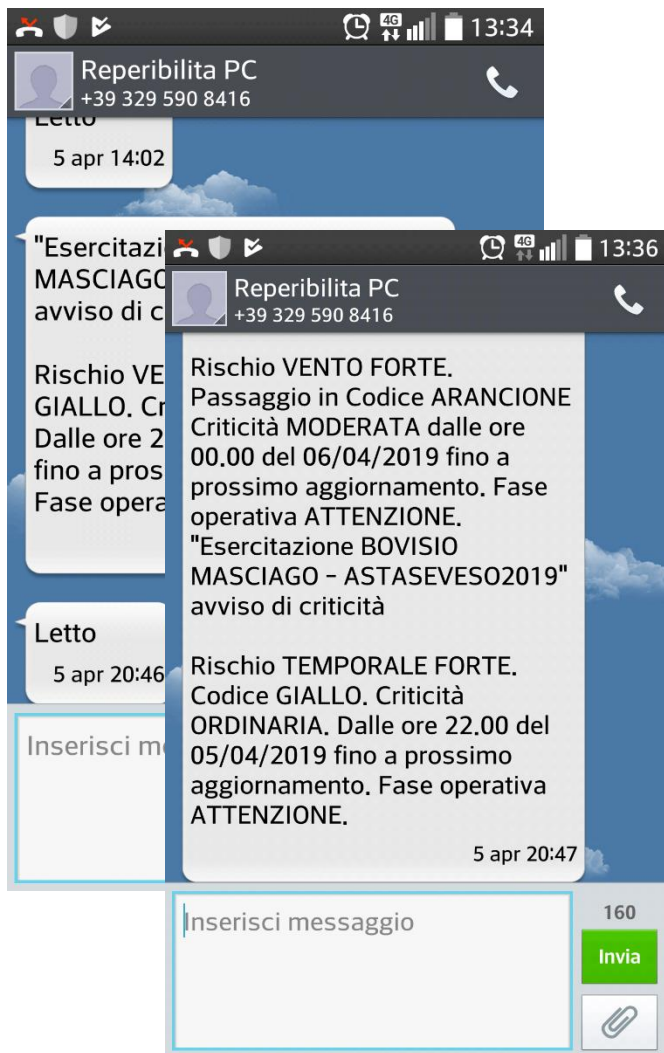 13:34
Reperibilita PC
+39 329 590 8416
Letto
5 apr 14:02
"Esercitazi
MASCIAGO
avviso di c
Rischio VE
GIALLO. Cr
Dalle ore 2
fino a pros
Fase opera
Letto
5 apr 20:46
Inserisci me
4G
13:36
Reperibilita PC
+39 329 590 8416
Rischio VENTO FORTE.
Passaggio in Codice ARANCIONE
Criticità MODERATA dalle ore
00.00 del 06/04/2019 fino a
prossimo aggiornamento. Fase
operativa ATTENZIONE.
"Esercitazione BOVISIO
MASCIAGO - ASTASEVESO2019"
avviso di criticità
Rischio TEMPORALE FORTE.
Codice GIALLO. Criticità
ORDINARIA. Dalle ore 22.00 del
05/04/2019 fino a prossimo
aggiornamento. Fase operativa
ATTENZIONE.
5 apr 20:47
Inserisci messaggio
160
Invia